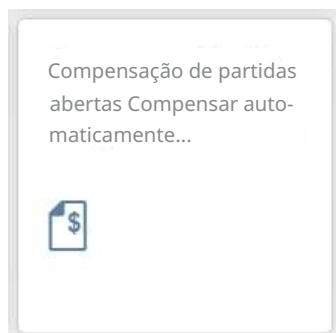 Compensação de partidas
abertas Compensar auto-
maticamente...
$